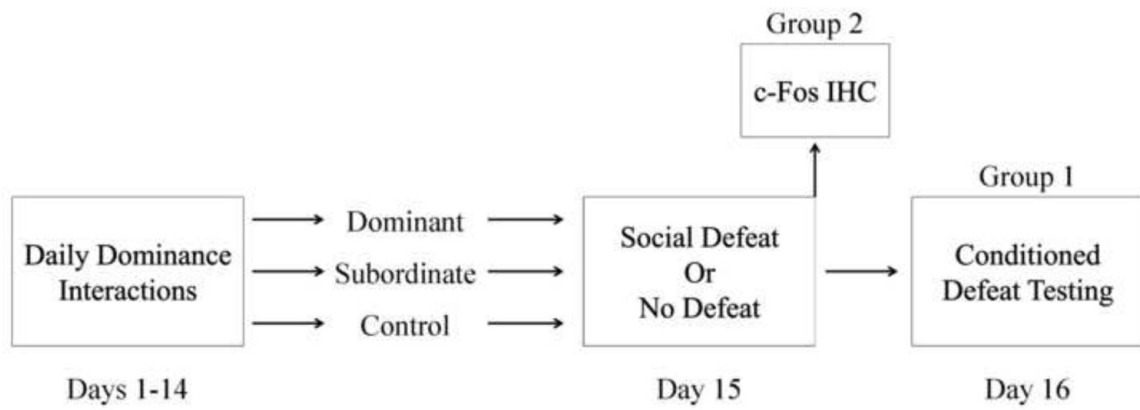 Group 2
c-Fos IHC
Group 1
Daily Dominance
Interactions
Dominant
Subordinate
Control
Social Defeat
Or
No Defeat
Conditioned
Defeat Testing
Days 1-14
Day 15
Day 16